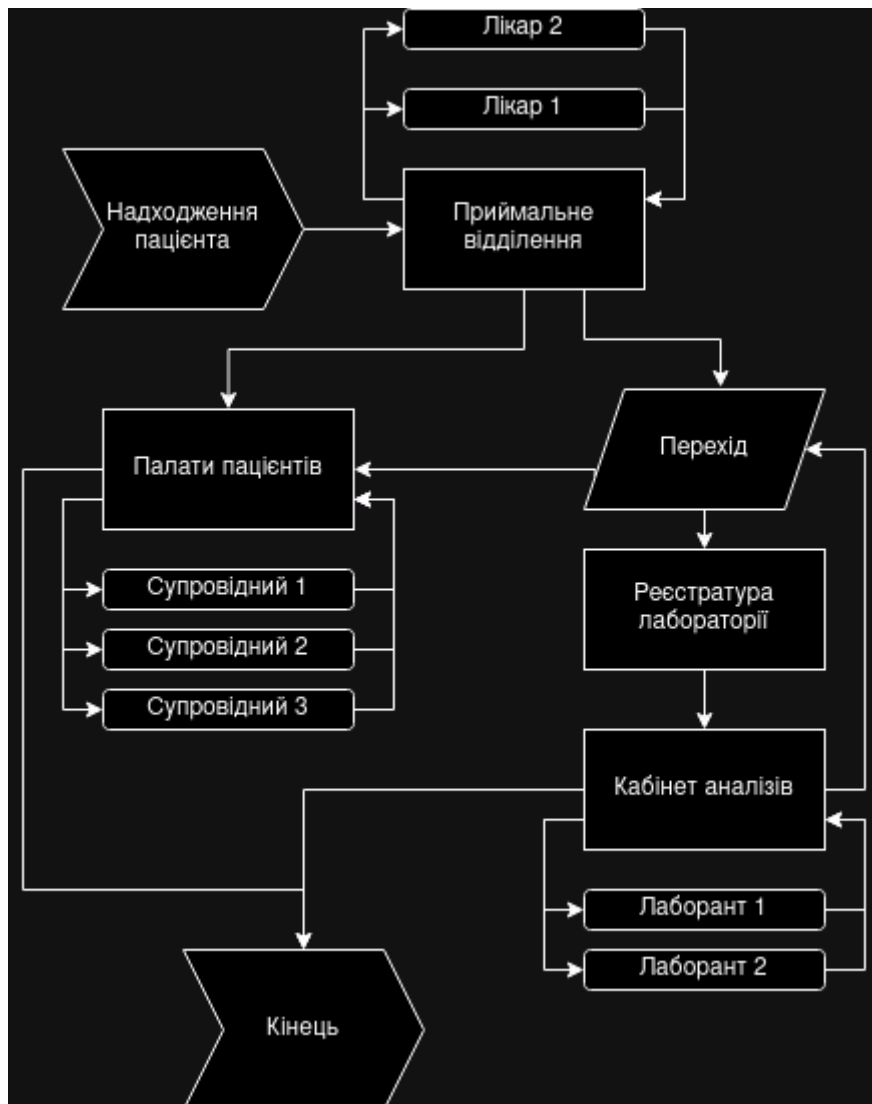 Лікар 2
Лікар 1
Надходження
пацієнта
Приймальне
відділення
Палати пацієнтів
Перехід
Супровідний 1
Супровідний 2
Супровідний 3
Реєстратура
лабораторії
Кабінет аналізів
Лаборант 1
Лаборант 2
Кінець